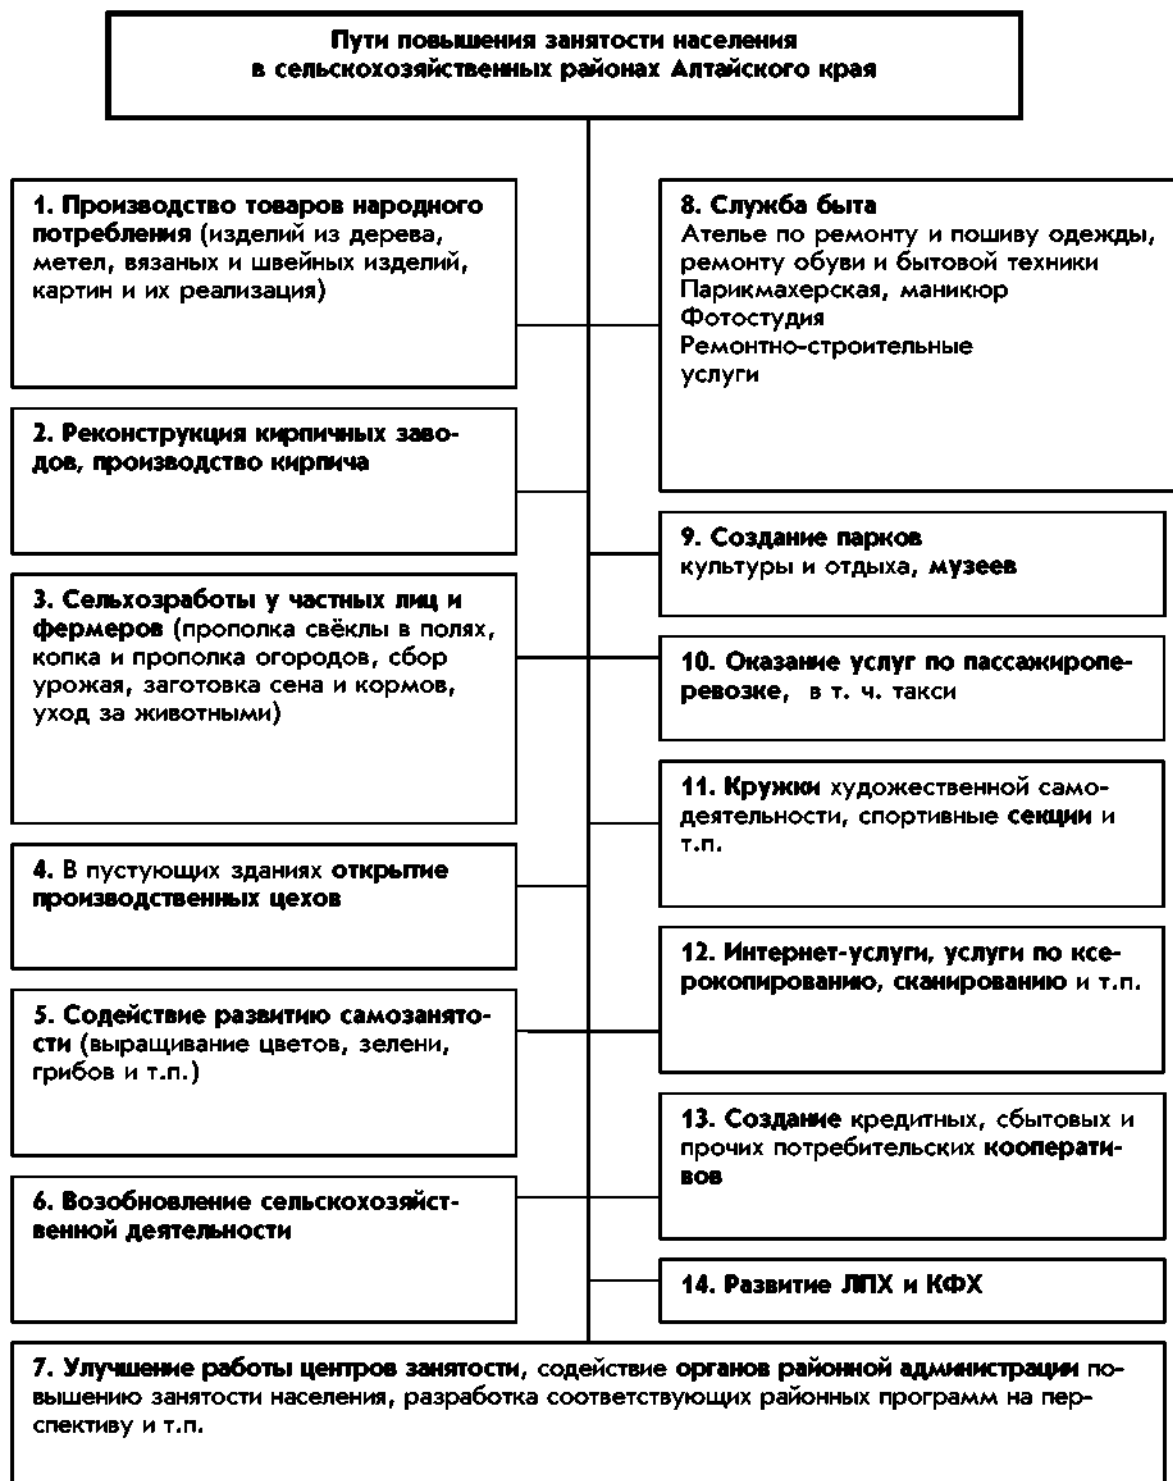 Пути повышения занятости населения
в сельскохозяйственных районах Алтайского края
1. Производство товаров народного
потребления (изделий из дерева,
метел, вязаных и швейных изделий,
картин и их реализация)
2. Реконструкция кирпичных заво-
дов, производство кирпича
3. Сельхозработы у частных лиц и
фермеров (прополка свёклы в полях,
копка и прополка огородов, сбор
урожая, заготовка сена и кормов,
уход за животными)
4. В пустующих зданиях открытие
производственных цехов
5. Содействие развитию самозанято-
сти (выращивание цветов, зелени,
грибов и т.п.)
6. Возобновление сельскохозяйст-
венной деятельности
8. Служба быта
Ателье по ремонту и пошиву одежды,
ремонту обуви и бытовой техники
Парикмахерская, маникюр
Фотостудия
Ремонтно-строительные
услуги
9. Создание парков
культуры и отдыха, музеев
10. Оказание услуг по пассажиропе-
ревозке, в т. ч. такси
11. Кружки художественной само-
деятельности, спортивные секции и
т.п.
12. Интернет-услуги, услуги по ксе-
рокопированию, сканированию и т.п.
13. Создание кредитных, сбытовых и
прочих потребительских кооперати-
вов
14. Развитие ЛПХ и КФХ
7. Улучшение работы центров занятости, содействие органов районной администрации по-
вышению занятости населения, разработка соответствующих районных программ на пер-
спективу и т.п.